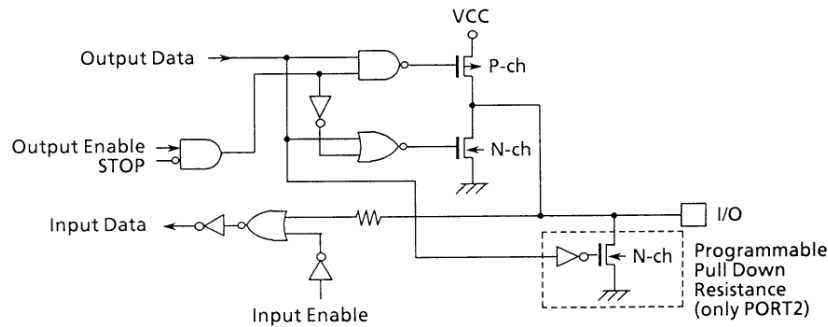 VCC
Output Data
P-ch
Output Enable
STOP
N-ch
Input Data
I/O
N-ch
Programmable
Pull Down
Resistance
(only PORT2)
Input Enable